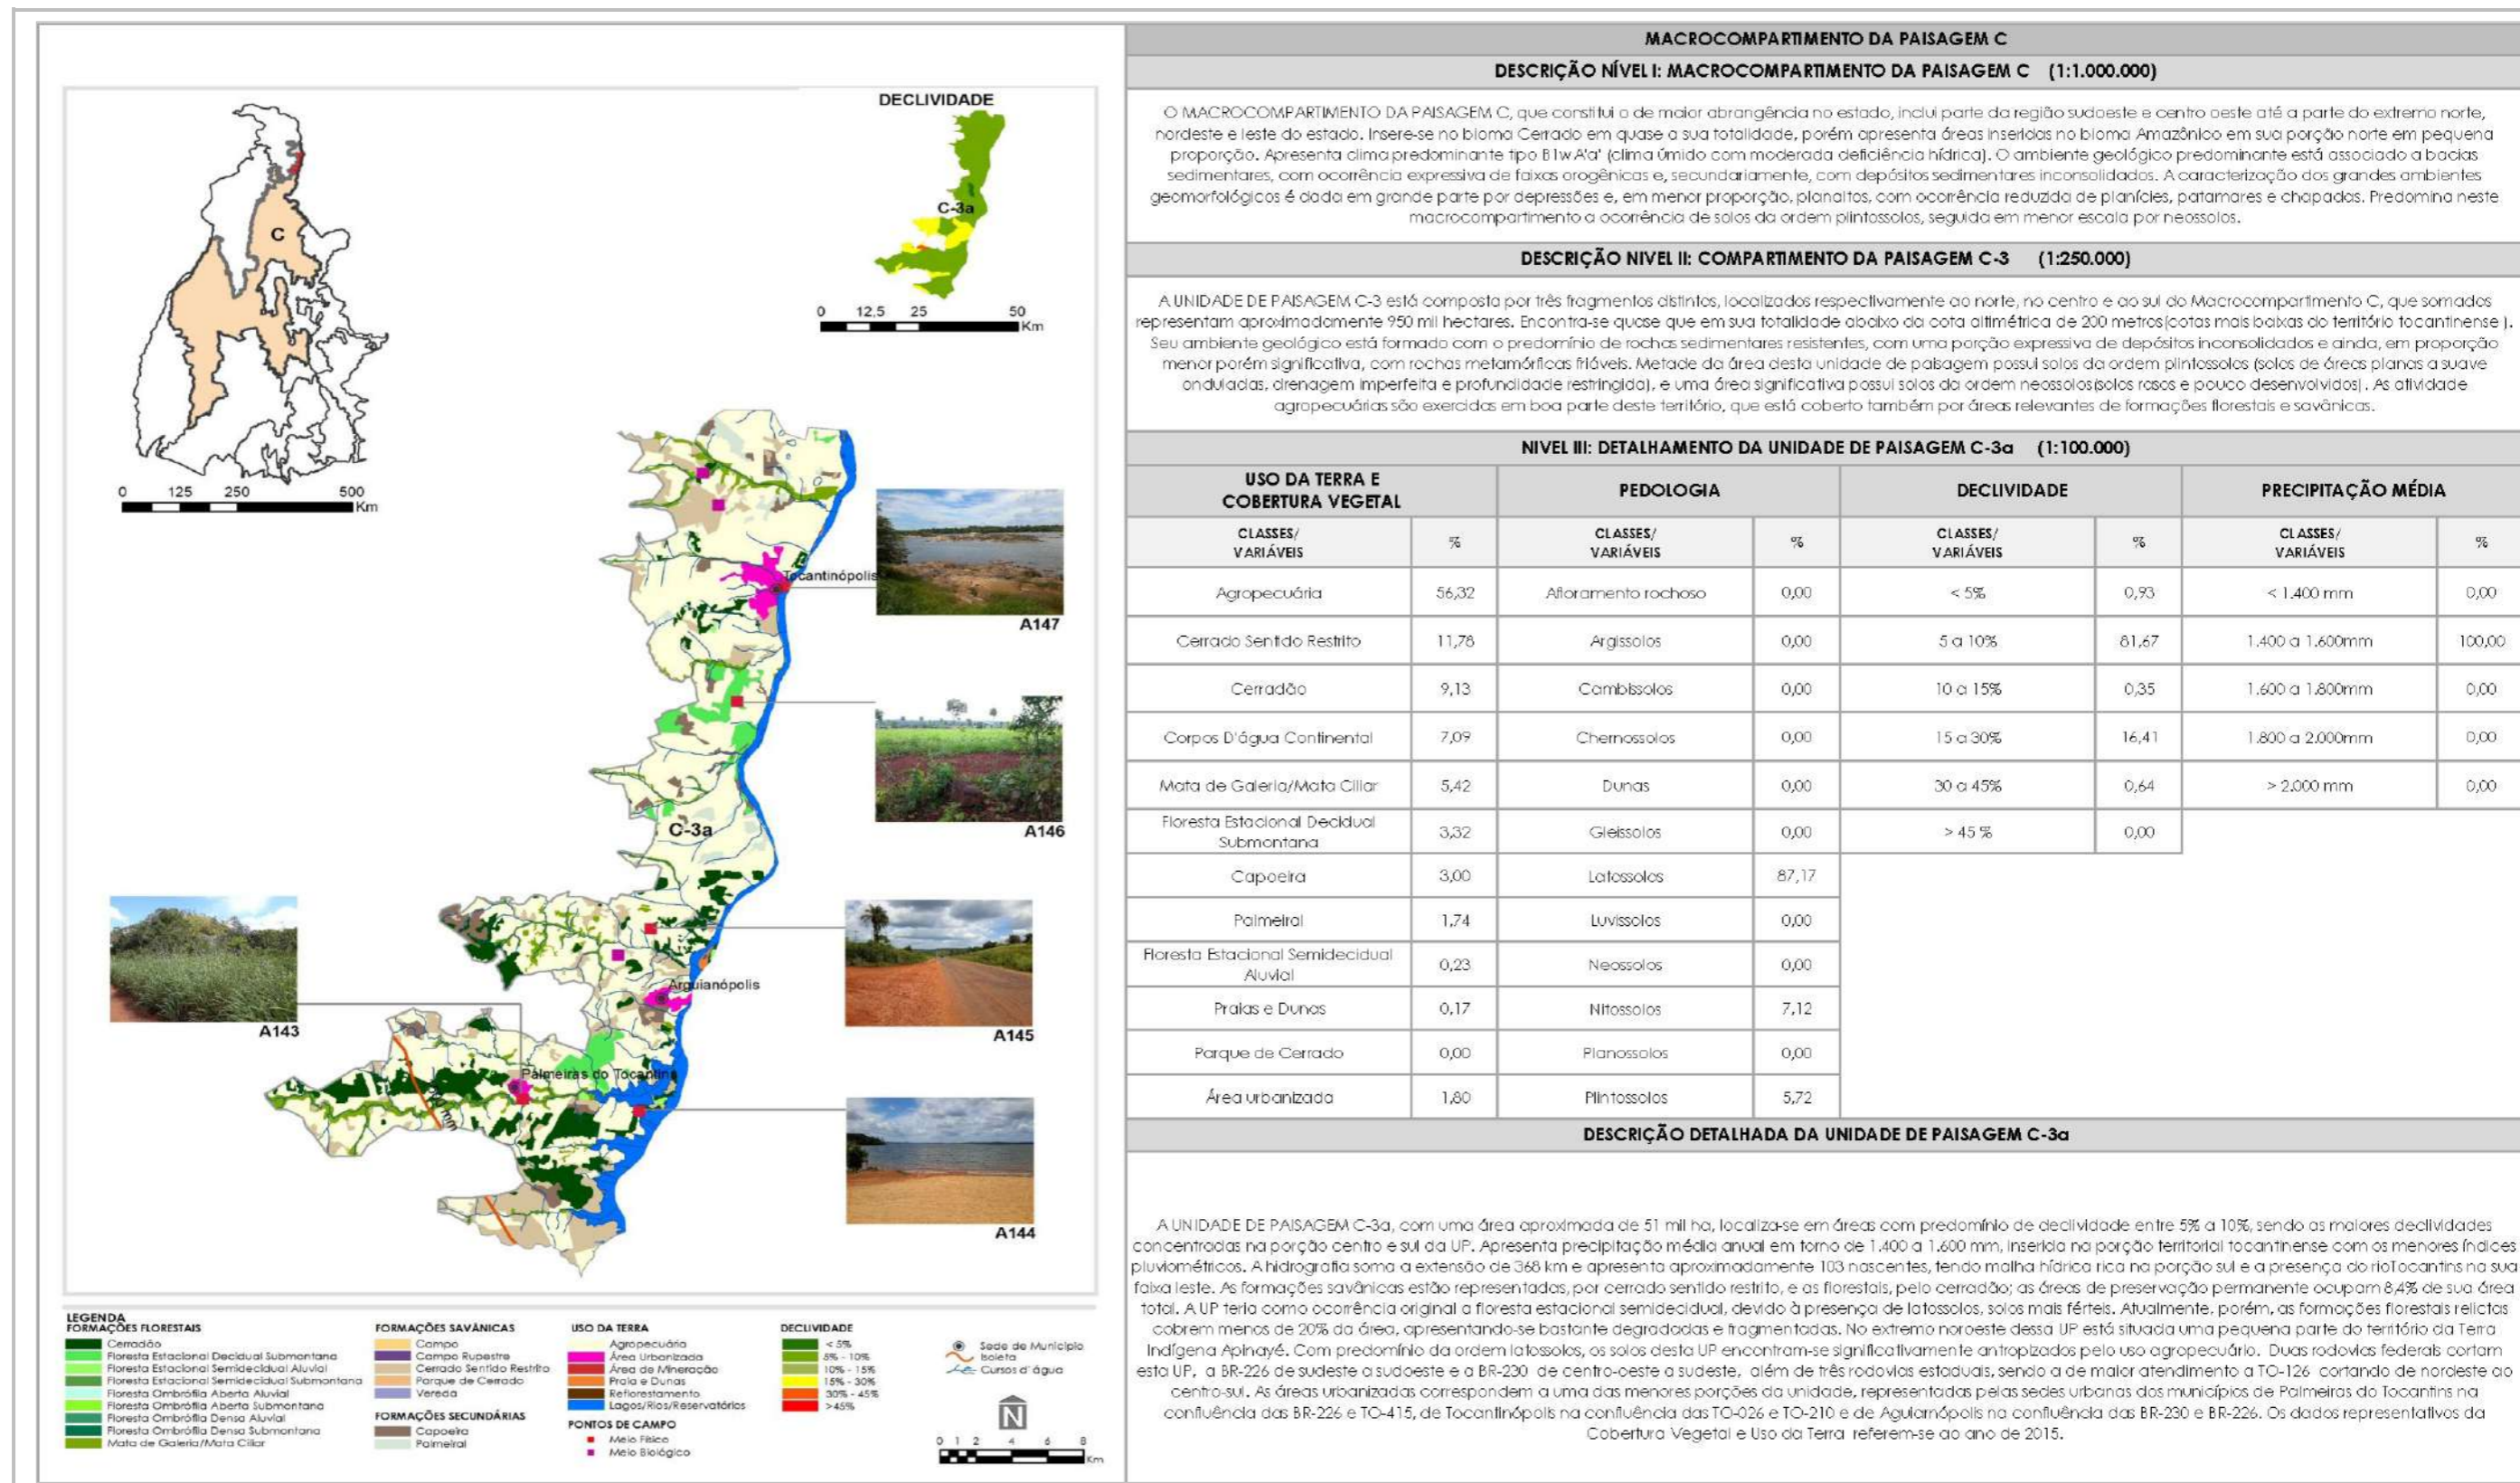 DECLIVIDADE
C-3a
0 12,5 25 50
Km
C
0 125 250 500
Km
Tocantinópolis
A147
A146
C-3a
A143
Arguianópolis
A145
Palmeiras do Tocantins
mm
A144
LEGENDA
FORMAÇÕES FLORESTAIS
Cerradão
Floresta Estacional Decidual Submontana
Floresta Estacional Semidecidual Aluvial
Floresta Estacional Semidecidual Submontana
Floresta Ombrófila Aberta Aluvial
Floresta Ombrófila Aberta Submontana
Floresta Ombrófila Densa Aluvial
Floresta Ombrófila Densa Submontana
Mata de Galeria/Mata Ciliar
FORMAÇÕES SAVÂNICAS
Campo
Campo Rupestre
Cerrado Sentido Restrito
Parque de Cerrado
Vereda
FORMAÇÕES SECUNDÁRIAS
Capoeira
Palmeiral
USO DA TERRA
Agropecuária
Área Urbanizada
Área de Mineração
Praia e Dunas
Reflorestamento
Lagos/Rios/Reservatórios
PONTOS DE CAMPO
Meio Físico
Meio Biológico
DECLIVIDADE
< 5%
5% - 10%
10% - 15%
15% - 30%
30% - 45%
>45%
Sede de Município
Isoieta
Cursos d´água
N
0 1 2 4 6 8
Km
MACROCOMPARTIMENTO DA PAISAGEM C
DESCRIÇÃO NÍVEL I: MACROCOMPARTIMENTO DA PAISAGEM C (1:1.000.000)
O MACROCOMPARTIMENTO DA PAISAGEM C, que constitui o de maior abrangência no estado, inclui parte da região sudoeste e centro oeste até a parte do extremo norte,
nordeste e leste do estado. Insere-se no bioma Cerrado em quase a sua totalidade, porém apresenta áreas inseridas no bioma Amazônico em sua porção norte em pequena
proporção. Apresenta clima predominante tipo B1wA'a' (clima úmido com moderada deficiência hídrica). O ambiente geológico predominante está associado a bacias
sedimentares, com ocorrência expressiva de faixas orogênicas e, secundariamente, com depósitos sedimentares inconsolidados. A caracterização dos grandes ambientes
geomorfológicos é dada em grande parte por depressões e, em menor proporção, planaltos, com ocorrência reduzida de planícies, patamares e chapadas. Predomina neste
macrocompartimento a ocorrência de solos da ordem plintossolos, seguida em menor escala por neossolos.
DESCRIÇÃO NIVEL II: COMPARTIMENTO DA PAISAGEM C-3 (1:250.000)
A UNIDADE DE PAISAGEM C-3 está composta por três fragmentos distintos, localizados respectivamente ao norte, no centro e ao sul do Macrocompartimento C, que somados
representam aproximadamente 950 mil hectares. Encontra-se quase que em sua totalidade abaixo da cota altimétrica de 200 metros(cotas mais baixas do território tocantinense ).
Seu ambiente geológico está formado com o predomínio de rochas sedimentares resistentes, com uma porção expressiva de depósitos inconsolidados e ainda, em proporção
menor porém significativa, com rochas metamórficas friáveis. Metade da área desta unidade de paisagem possui solos da ordem plintossolos (solos de áreas planas a suave
onduladas, drenagem imperfeita e profundidade restringida), e uma área significativa possui solos da ordem neossolos(solos rasos e pouco desenvolvidos) . As atividade
agropecuárias são exercidas em boa parte deste território, que está coberto também por áreas relevantes de formações florestais e savânicas.
NIVEL III: DETALHAMENTO DA UNIDADE DE PAISAGEM C-3a (1:100.000)
USO DA TERRA E
COBERTURA VEGETAL
PEDOLOGIA DECLIVIDADE PRECIPITAÇÃO MÉDIA
CLASSES/
VARIÁVEIS
%
CLASSES/
VARIÁVEIS
%
CLASSES/
VARIÁVEIS
%
CLASSES/
VARIÁVEIS
%
Agropecuária 56,32 Afloramento rochoso 0,00 < 5% 0,93 < 1.400 mm 0,00
Cerrado Sentido Restrito 11,78 Argissolos 0,00 5 a 10% 81,67 1.400 a 1.600mm 100,00
Cerradão 9,13 Cambissolos 0,00 10 a 15% 0,35 1.600 a 1.800mm 0,00
Corpos D'água Continental 7,09 Chernossolos 0,00 15 a 30% 16,41 1.800 a 2.000mm 0,00
Mata de Galeria/Mata Ciliar 5,42 Dunas 0,00 30 a 45% 0,64 > 2.000 mm 0,00
Floresta Estacional Decidual
Submontana
3,32 Gleissolos 0,00 > 45 % 0,00
Capoeira 3,00 Latossolos 87,17
Palmeiral 1,74 Luvissolos 0,00
Floresta Estacional Semidecidual
Aluvial
0,23 Neossolos 0,00
Praias e Dunas 0,17 Nitossolos 7,12
Parque de Cerrado 0,00 Planossolos 0,00
Área urbanizada 1,80 Plintossolos 5,72
DESCRIÇÃO DETALHADA DA UNIDADE DE PAISAGEM C-3a
A UNIDADE DE PAISAGEM C-3a, com uma área aproximada de 51 mil ha, localiza-se em áreas com predomínio de declividade entre 5% a 10%, sendo as maiores declividades
concentradas na porção centro e sul da UP. Apresenta precipitação média anual em torno de 1.400 a 1.600 mm, inserida na porção territorial tocantinense com os menores índices
pluviométricos. A hidrografia soma a extensão de 368 km e apresenta aproximadamente 103 nascentes, tendo malha hídrica rica na porção sul e a presença do rioTocantins na sua
faixa leste. As formações savânicas estão representadas, por cerrado sentido restrito, e as florestais, pelo cerradão; as áreas de preservação permanente ocupam 8,4% de sua área
total. A UP teria como ocorrência original a floresta estacional semidecidual, devido à presença de latossolos, solos mais férteis. Atualmente, porém, as formações florestais relictas
cobrem menos de 20% da área, apresentando-se bastante degradadas e fragmentadas. No extremo noroeste dessa UP está situada uma pequena parte do território da Terra
Indígena Apinayé. Com predomínio da ordem latossolos, os solos desta UP encontram-se significativamente antropizados pelo uso agropecuário. Duas rodovias federais cortam
esta UP, a BR-226 de sudeste a sudoeste e a BR-230 de centro-oeste a sudeste, além de três rodovias estaduais, sendo a de maior atendimento a TO-126 cortando de nordeste ao
centro-sul. As áreas urbanizadas correspondem a uma das menores porções da unidade, representadas pelas sedes urbanas dos municípios de Palmeiras do Tocantins na
confluência das BR-226 e TO-415, de Tocantinópolis na confluência das TO-026 e TO-210 e de Aguiarnópolis na confluência das BR-230 e BR-226. Os dados representativos da
Cobertura Vegetal e Uso da Terra referem-se ao ano de 2015.